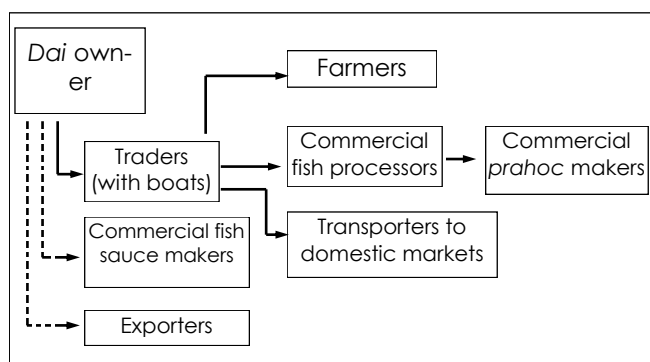 Dai own-
er
Farmers
Traders
(with boats)
Commercial
fish processors
Commercial
prahoc makers
Commercial fish
sauce makers
Transporters to
domestic markets
Exporters